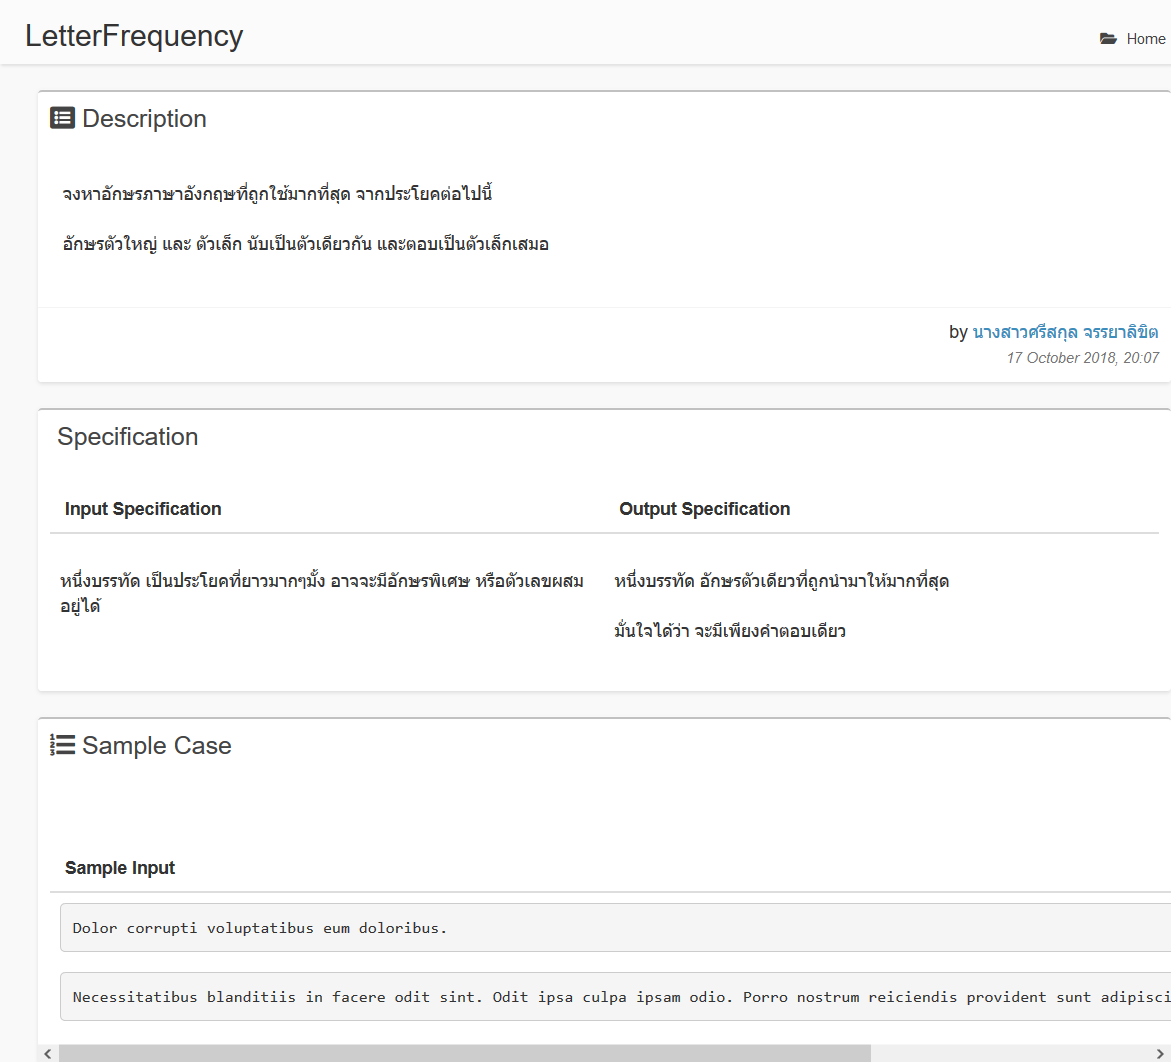 LetterFrequency
Home
Description
จงหาอักษรภาษาอังกฤษที่ถูกใช้มากที่สุด จากประโยคต่อไปนี้
อักษรตัวใหญ่ และ ตัวเล็ก นับเป็นตัวเดียวกัน และตอบเป็นตัวเล็กเสมอ
by นางสาวศรีสกุล จรรยาลิขิต
17 October 2018, 20:07
Specification
Input Specification
Output Specification
หนึ่งบรรทัด เป็นประโยคที่ยาวมากๆมั้ง อาจจะมีอักษรพิเศษ หรือตัวเลขผสม
อยู่ได้
หนึ่งบรรทัด อักษรตัวเดียวที่ถูกนำมาให้มากที่สุด
มั่นใจได้ว่า จะมีเพียงคำตอบเดียว
Sample Case
Sample Input
Dolor corrupti voluptatibus eum doloribus.
Necessitatibus blanditiis in facere odit sint. Odit ipsa culpa ipsam odio. Porro nostrum reiciendis provident sunt adipisci